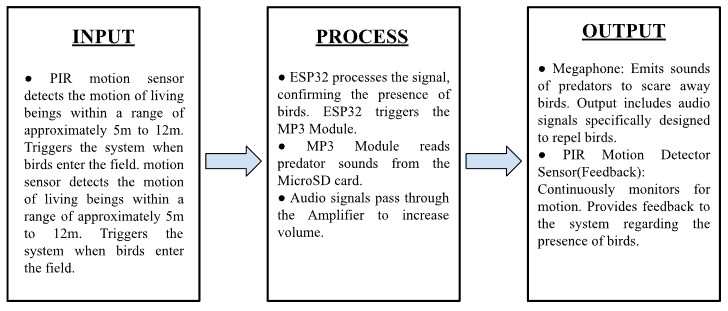 INPUT
● PIR motion sensor
detects the motion of living
beings within a range of
approximately 5m to 12m.
Triggers the system when
birds enter the field. motion
sensor detects the motion
of living beings within a
range of approximately 5m
to 12m. Triggers the
system when birds enter
the field.
PROCESS
● ESP32 processes the signal,
confirming the presence of
birds. ESP32 triggers the
MP3 Module.
● MP3 Module reads
predator sounds from the
MicroSD card.
● Audio signals pass through
the Amplifier to increase
volume.
OUTPUT
● Megaphone: Emits sounds
of predators to scare away
birds. Output includes audio
signals specifically designed
to repel birds.
● PIR Motion Detector
Sensor(Feedback):
Continuously monitors for
motion. Provides feedback to
the system regarding the
presence of birds.